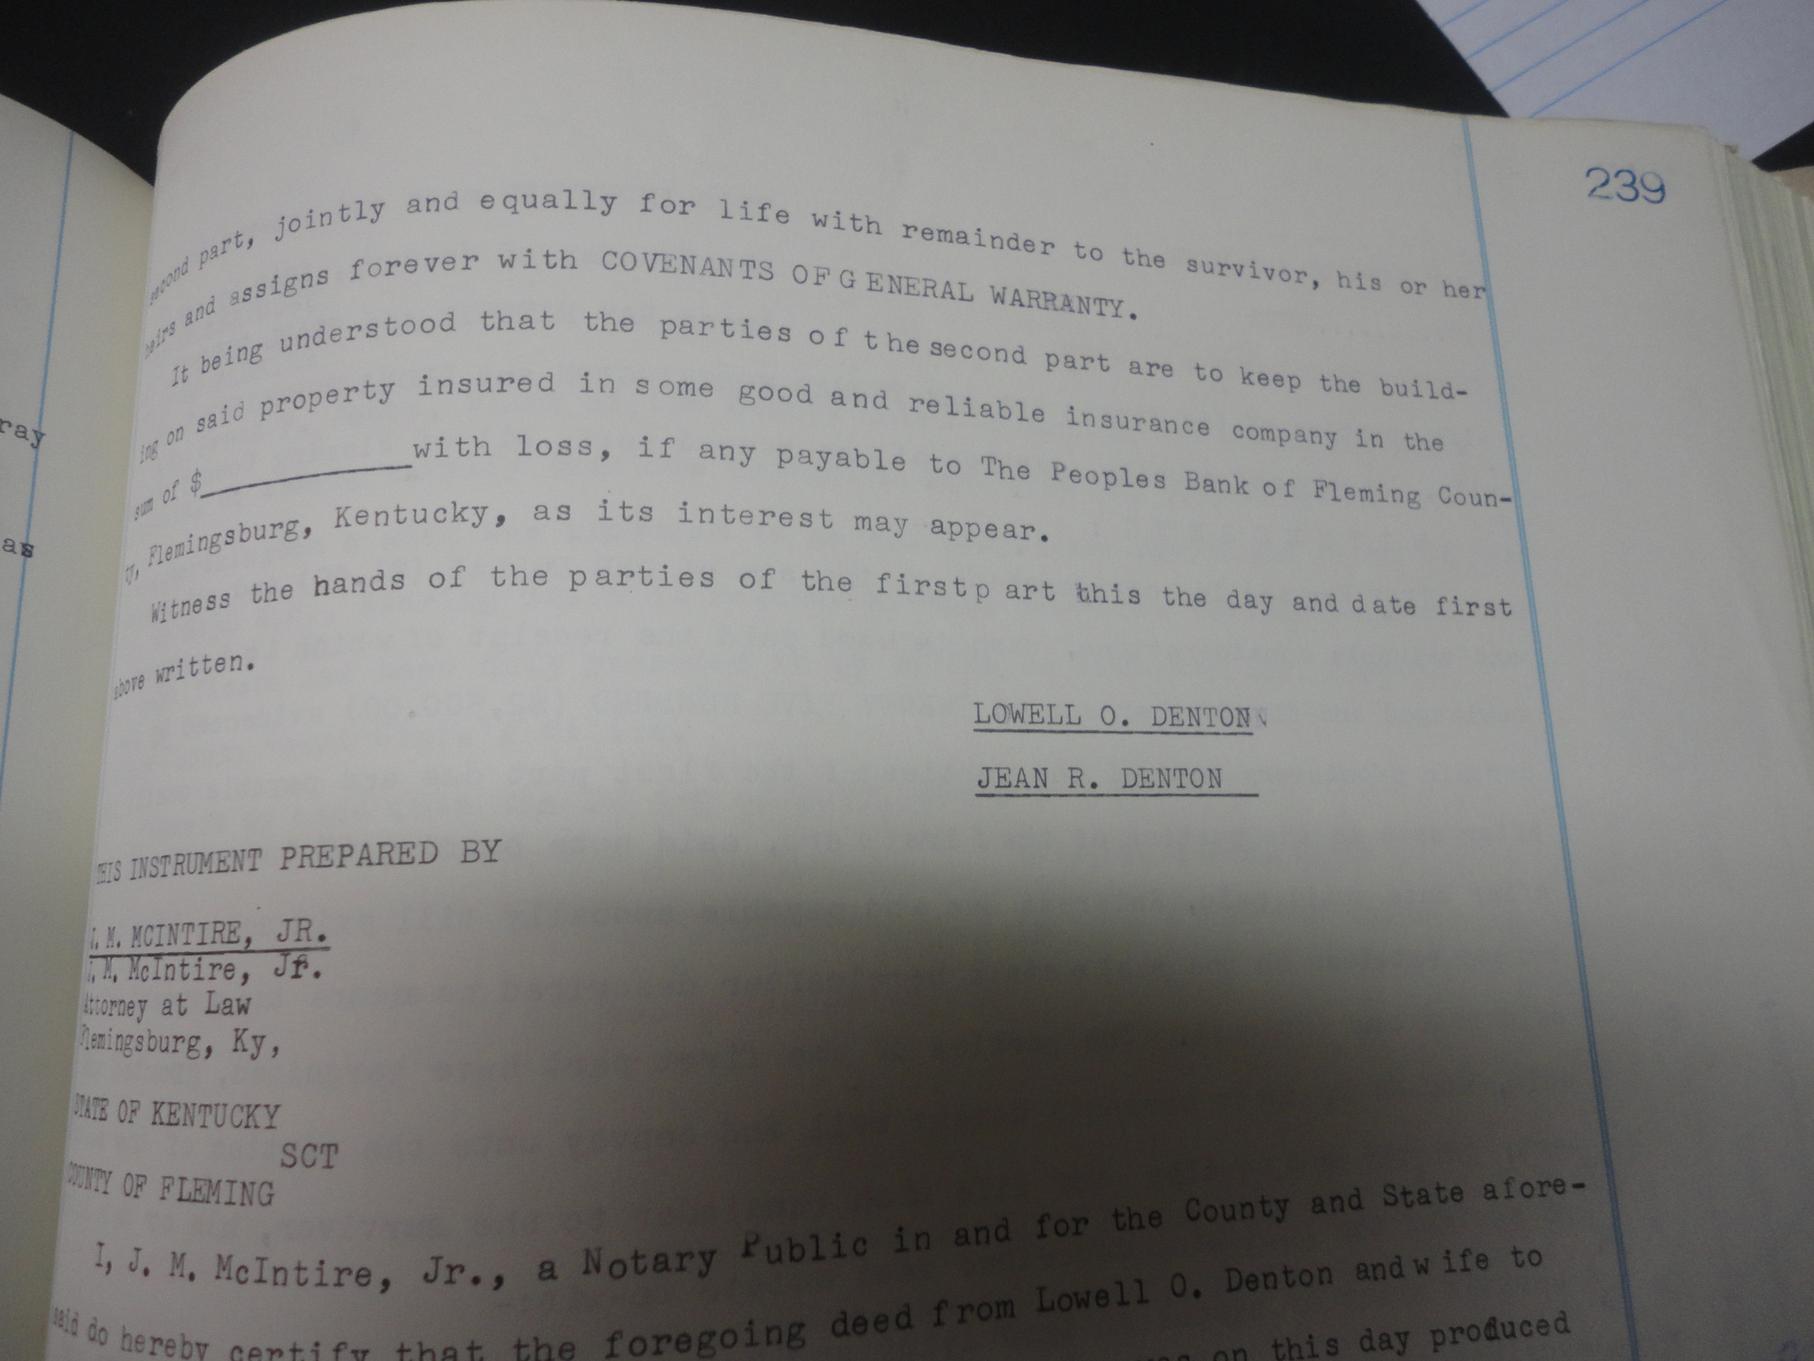 239
second part, jointly and equally for life with remainder to the survivor, his or her
heirs and assigns forever with COVENANTS OF G ENERAL WARRANTY.
It being understood that the parties of the second part are to keep the build-
ing on said property insured in some good and reliable insurance company in the
sum of $__________with loss, if any payable to The Peoples Bank of Fleming Coun-
ty, Flemingsburg, Kentucky, as its interest may appear.
Witness the hands of the parties of the first p art this the day and date first
above written.
LOWELL O. DENTON
JEAN R. DENTON
THIS INSTRUMENT PREPARED BY
J. M. MCINTIRE, JR.
J. M. McIntire, Jr.
Attorney at Law
Flemingsburg, Ky,
STATE OF KENTUCKY
SCT
COUNTY OF FLEMING
I, J. M. McIntire, Jr., a Notary Public in and for the County and State afore-
said do hereby certify that the foregoing deed from Lowell O. Denton and w ife to
on this day produced
ray
as